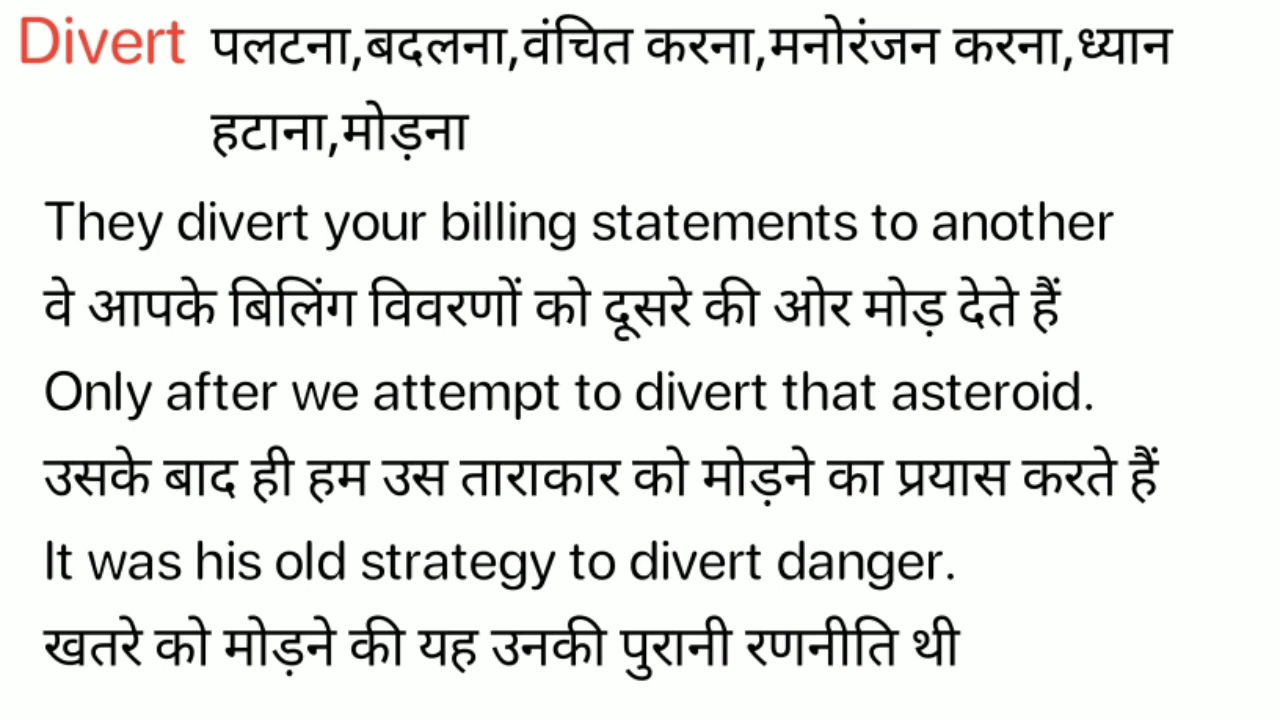 Divert पलटना,बदलना,वंचित करना,मनोरंजन करना,ध्यान
हटाना,मोड़ना
They divert your billing statements to another
वे आपके बिलिंग विवरणों को दूसरे की ओर मोड़ देते हैं
Only after we attempt to divert that asteroid.
उसके बाद ही हम उस ताराकार को मोड़ने का प्रयास करते हैं
It was his old strategy to divert danger.
खतरे को मोड़ने की यह उनकी पुरानी रणनीति थी